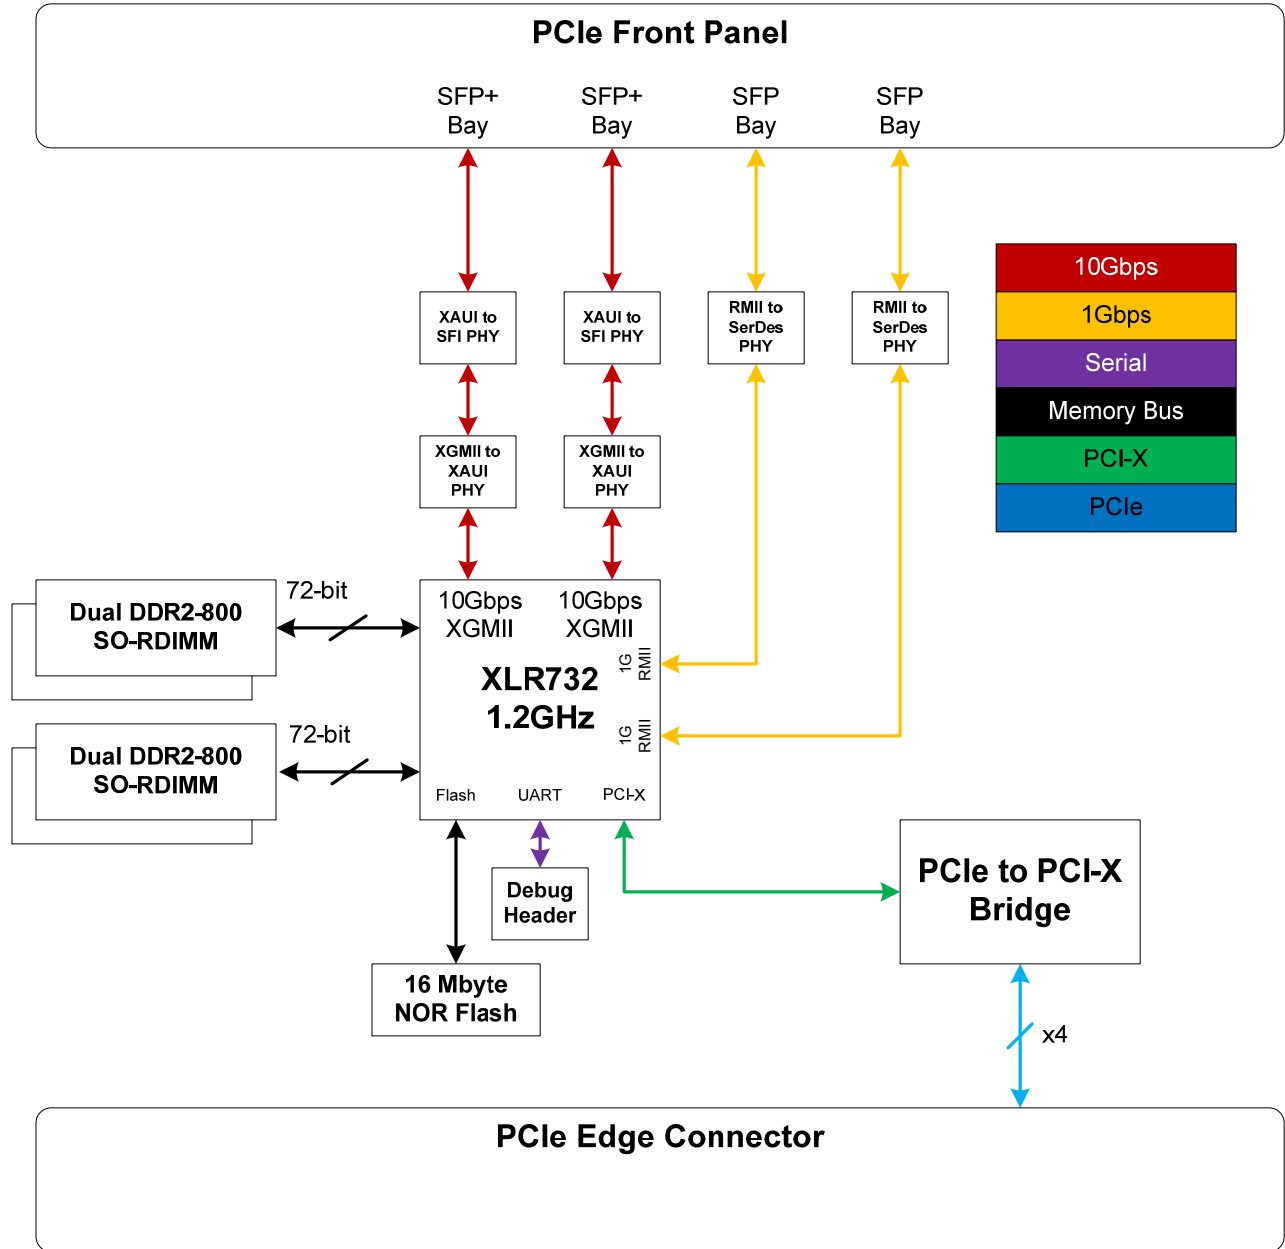 PCIe Front Panel
SFP+
Bay
SFP+
Bay
SFP
Bay
SFP
Bay
10Gbps
1Gbps
Serial
Memory Bus
PCI-X
PCIe
XAUI to
SFI PHY
XAUI to
SFI PHY
RMII to
SerDes
PHY
RMII to
SerDes
PHY
XGMII to
XAUI
PHY
XGMII to
XAUI
PHY
Dual DDR2-800
SO-RDIMM
72-bit
10Gbps
XGMII
10Gbps
XGMII
1G
RMII
XLR732
1.2GHz
1G
RMII
Dual DDR2-800
SO-RDIMM
72-bit
Flash
UART
PCI-X
Debug
Header
16 Mbyte
NOR Flash
PCIe to PCI-X
Bridge
x4
PCIe Edge Connector